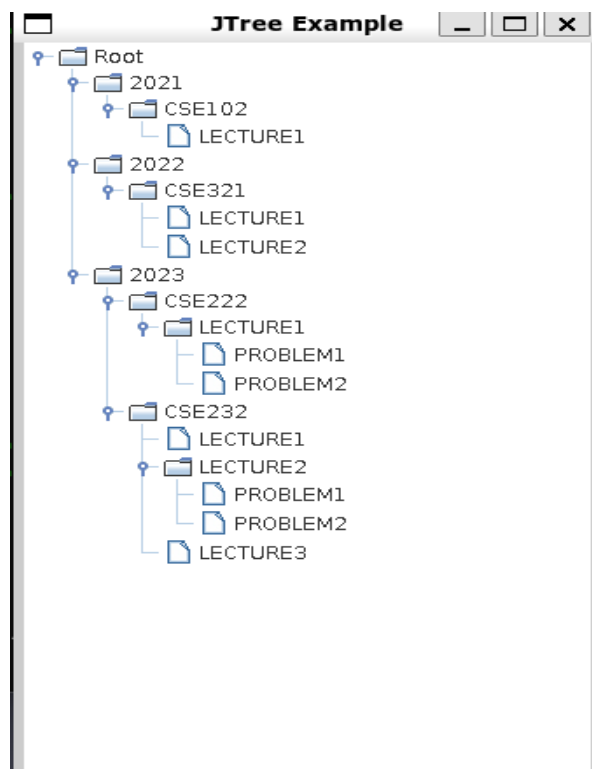 JTree Example
Root
2021
CSE102
LECTURE1
2022
CSE321
LECTURE1
LECTURE2
2023
CSE222
LECTURE1
PROBLEM1
PROBLEM2
CSE232
LECTURE1
LECTURE2
PROBLEM1
PROBLEM2
LECTURE3